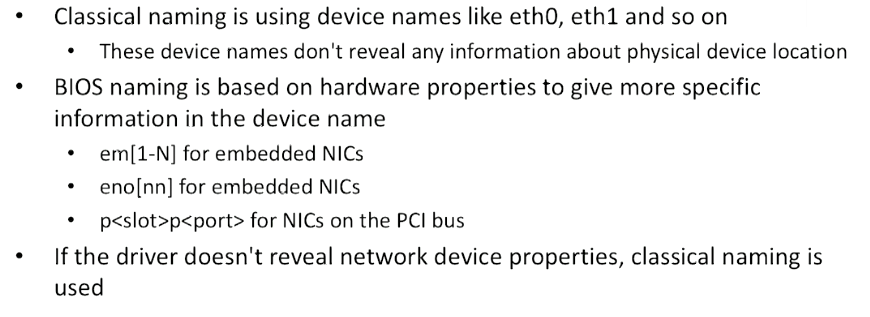 • Classical naming is using device names like eth0, eth1 and so on
• These device names don't reveal any information about physical device location
• BIOS naming is based on hardware properties to give more specific
information in the device name
• em[1-N] for embedded NICs
• eno[nn] for embedded NICs
• p<slot>p<port> for NICs on the PCI bus
• If the driver doesn't reveal network device properties, classical naming is
used